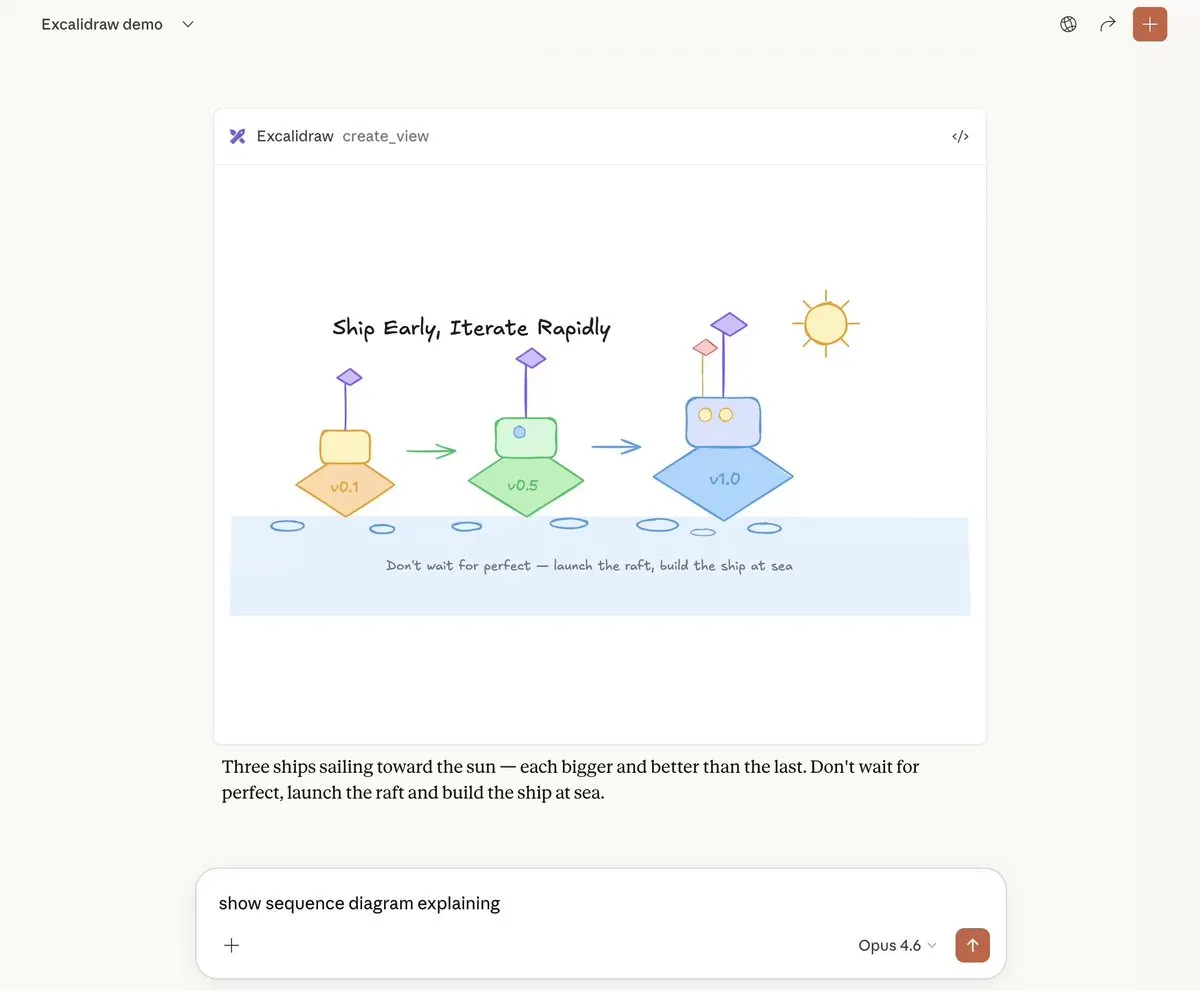 Excalidraw demo
Excalidraw create_view
</>
Ship Early, Iterate Rapidly
v0.1
v0.5
v1.0
Don't wait for perfect — launch the raft, build the ship at sea
Three ships sailing toward the sun — each bigger and better than the last. Don't wait for
perfect, launch the raft and build the ship at sea.
show sequence diagram explaining
Opus 4.6